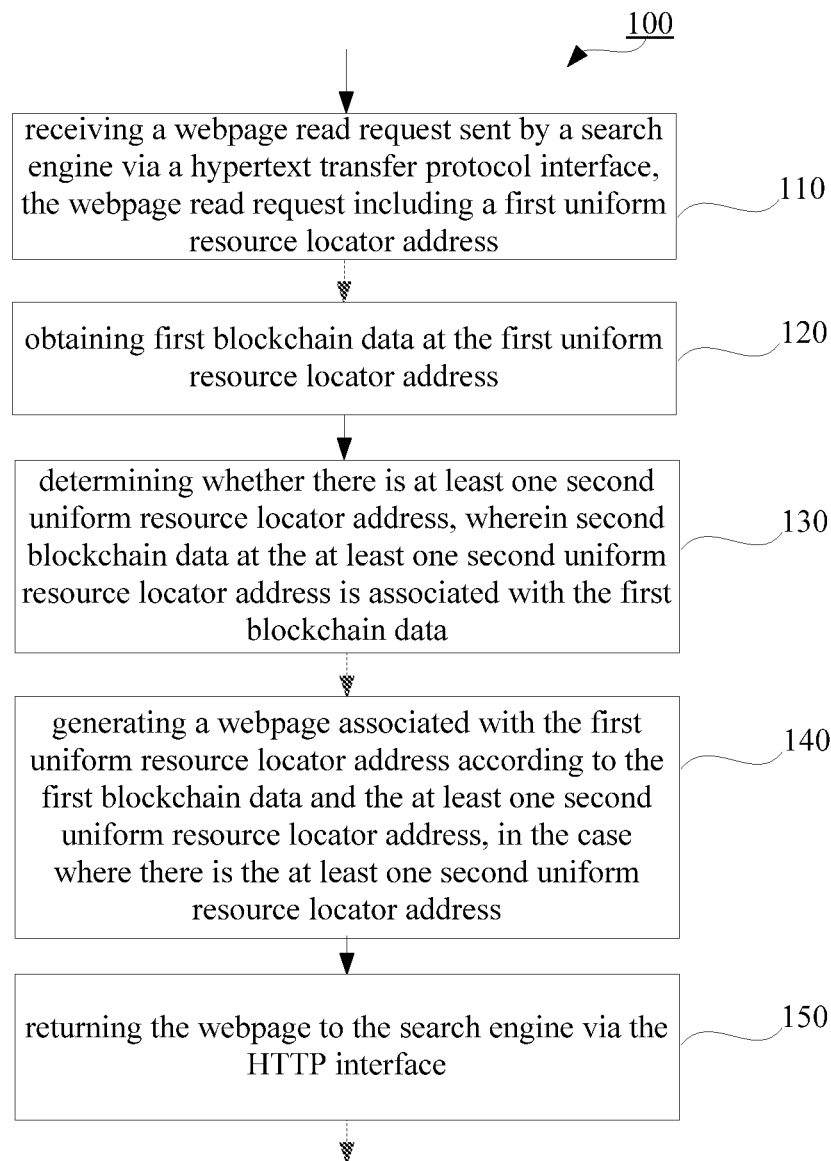 100
receiving a webpage read request sent by a search
engine via a hypertext transfer protocol interface,
the webpage read request including a first uniform
resource locator address
110
obtaining first blockchain data at the first uniform
resource locator address
120
determining whether there is at least one second
uniform resource locator address, wherein second
blockchain data at the at least one second uniform
resource locator address is associated with the first
blockchain data
130
generating a webpage associated with the first
uniform resource locator address according to the
first blockchain data and the at least one second
uniform resource locator address, in the case
where there is the at least one second uniform
resource locator address
140
returning the webpage to the search engine via the
HTTP interface
150